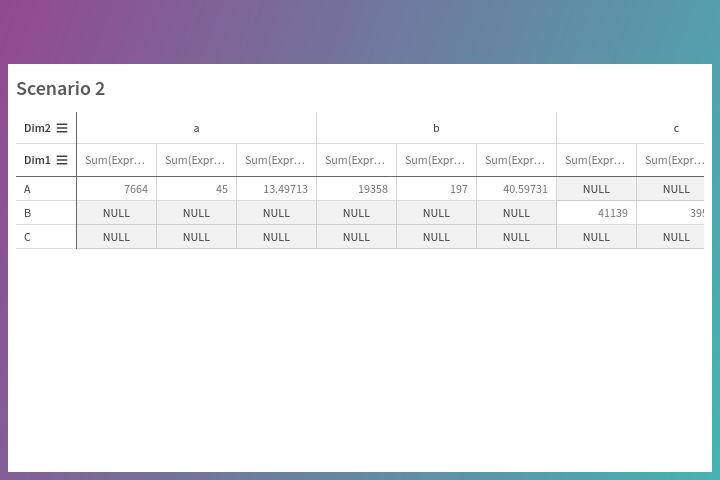 Scenario 2
Dim2 a b c
Dim1 Sum(Expr… Sum(Expr… Sum(Expr… Sum(Expr… Sum(Expr… Sum(Expr… Sum(Expr… Sum(Expr…
A 7664 45 13.49713 19358 197 40.59731 NULL NULL
B NULL NULL NULL NULL NULL NULL 41139
C NULL NULL NULL NULL NULL NULL NULL NULL